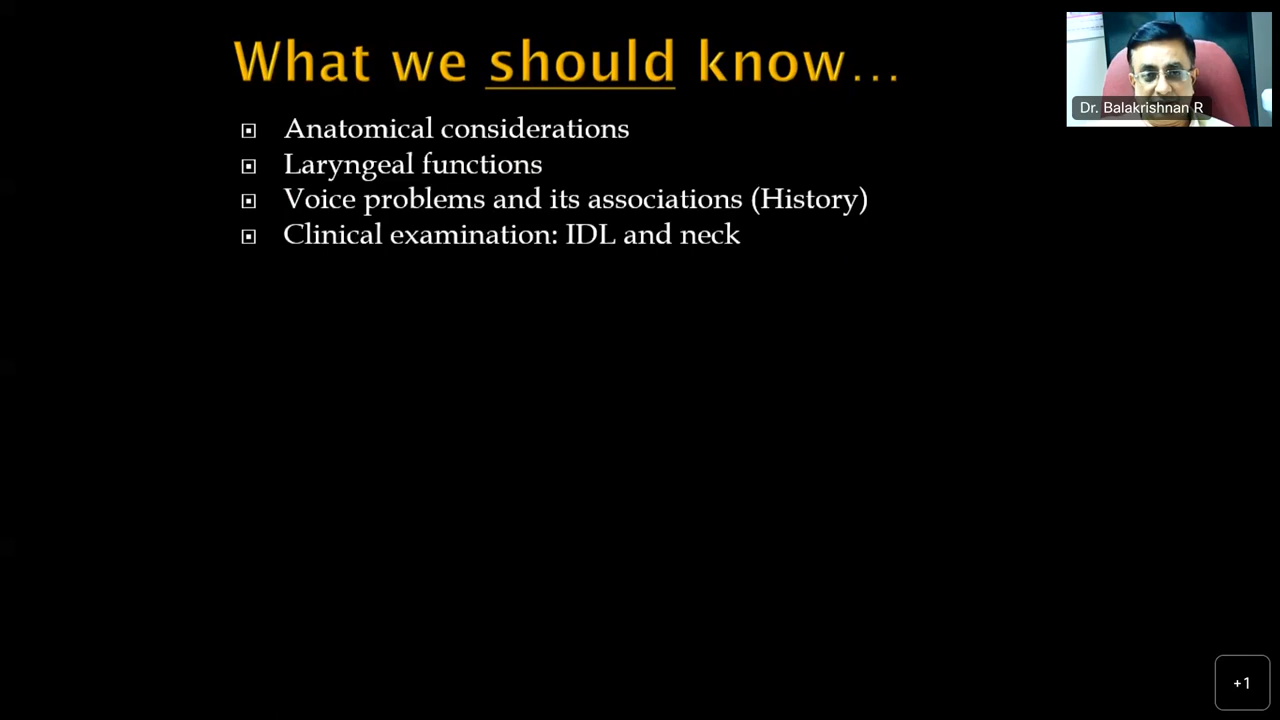 What we should know...
Anatomical considerations
Laryngeal functions
Voice problems and its associations (History)
Clinical examination: IDL and neck
Dr. Balakrishnan R
+1